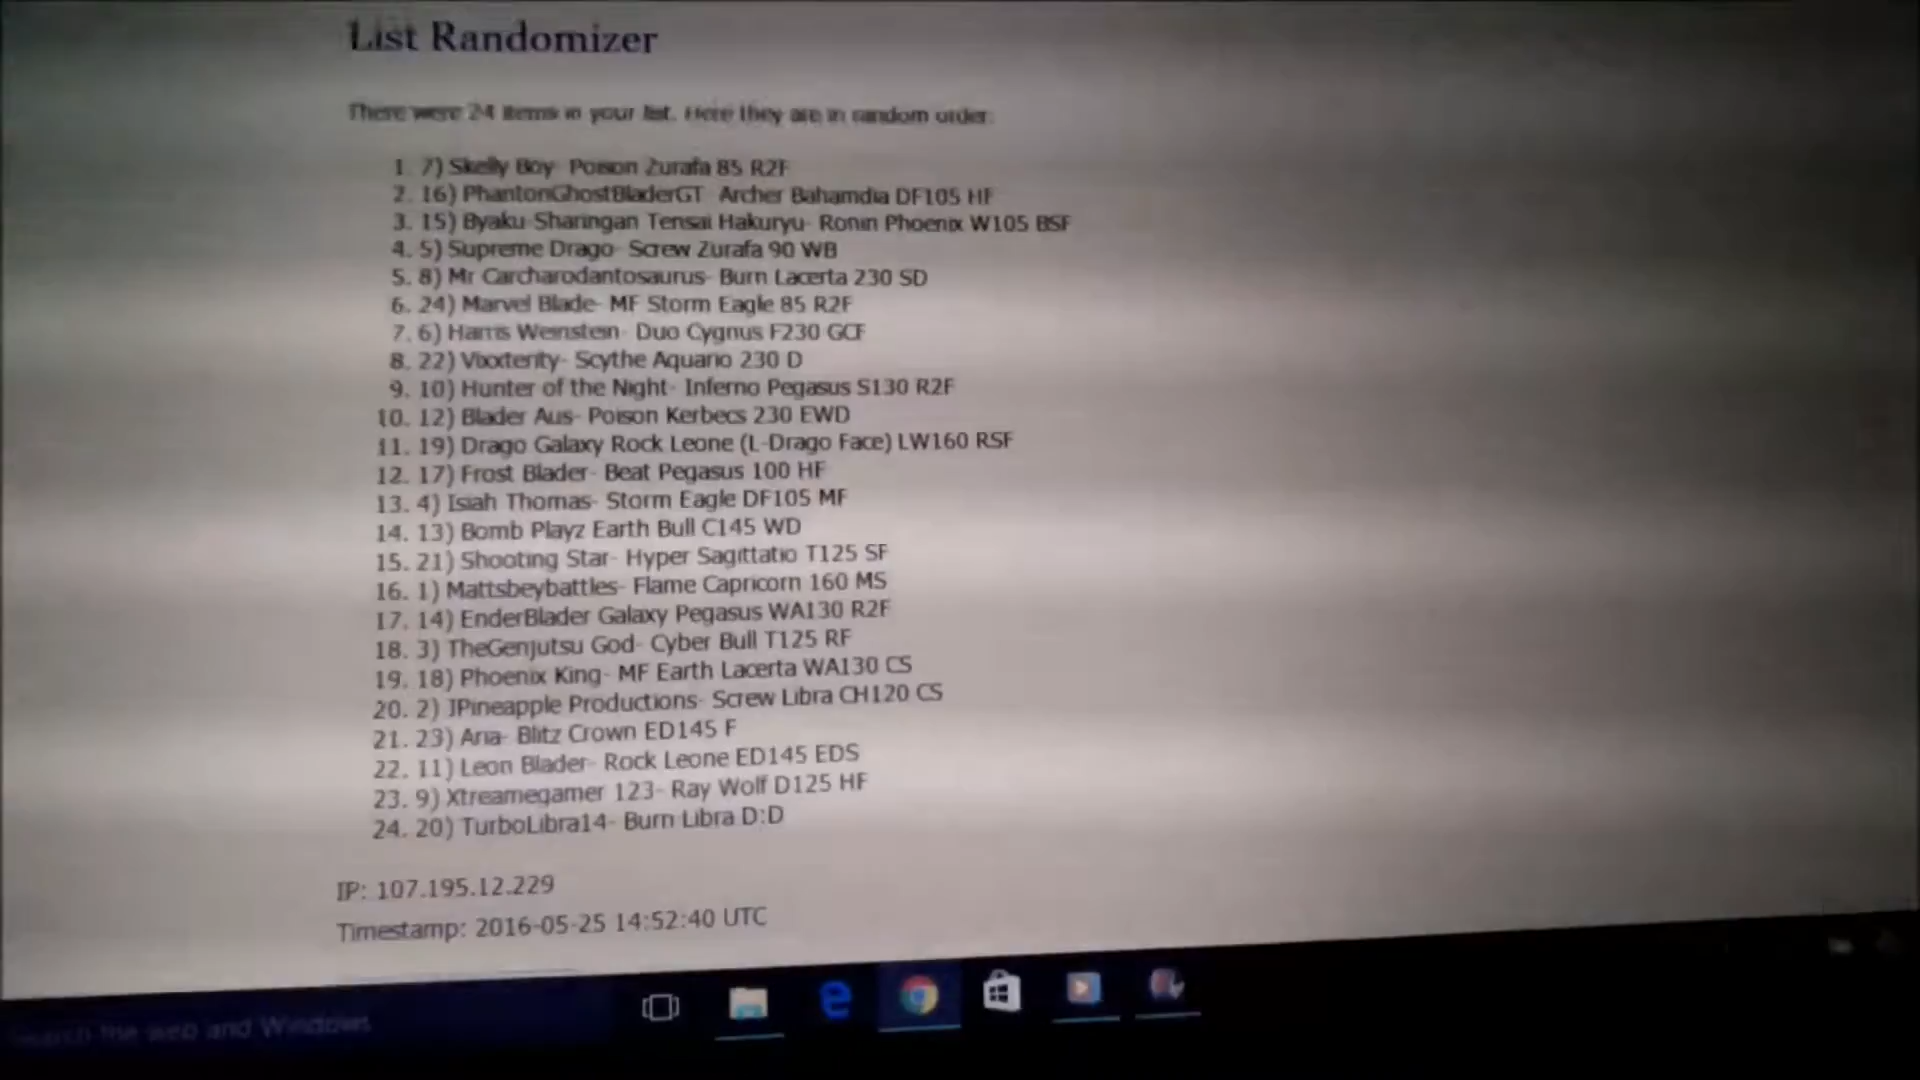 List Randomizer
There were 24 items in your list. Here they are in random order:
1. 7) Skelly Boy- Poison Zurafa 85 R2F
2. 16) PhantonGhostBladerGT Archer Bahamdia DF105 HF
3. 15) Byaku Sharingan Tensai Hakuryu- Ronin Phoenix W105 BSF
4. 5) Supreme Drago- Screw Zurafa 90 WB
5. 8) Mr Carcharodantosaurus- Burn Lacerta 230 SD
6. 24) Marvel Blade- MF Storm Eagle 85 R2F
7. 6) Harris Weinstein- Duo Cygnus F230 GCF
8. 22) Vixxterity- Scythe Aquario 230 D
9. 10) Hunter of the Night- Inferno Pegasus S130 R2F
10. 12) Blader Aus- Poison Kerbecs 230 EWD
11. 19) Drago Galaxy Rock Leone (L-Drago Face) LW160 RSF
12. 17) Frost Blader- Beat Pegasus 100 HF
13. 4) Isiah Thomas- Storm Eagle DF105 MF
14. 13) Bomb Playz Earth Bull C145 WD
15. 21) Shooting Star- Hyper Sagittatio T125 SF
16. 1) Mattsbeybattles- Flame Capricorn 160 MS
17. 14) EnderBlader Galaxy Pegasus WA130 R2F
18. 3) TheGenjutsu God- Cyber Bull T125 RF
19. 18) Phoenix King- MF Earth Lacerta WA130 CS
20. 2) JPineapple Productions- Screw Libra CH120 CS
21. 23) Aria- Blitz Crown ED145 F
22. 11) Leon Blader- Rock Leone ED145 EDS
23. 9) Xtreamegamer 123- Ray Wolf D125 HF
24. 20) TurboLibra14- Burn Libra D:D
IP: 107.195.12.229
Timestamp: 2016-05-25 14:52:40 UTC
Search the web and Windows